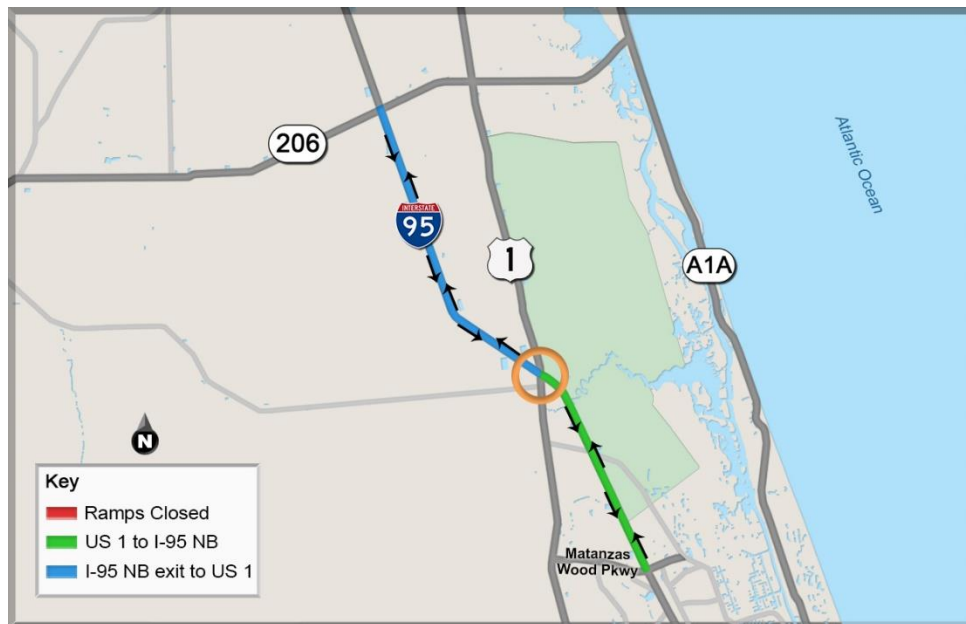 206
INTERSTATE
95
1
A1A
Atlantic Ocean
N
Key
Ramps Closed
US 1 to I-95 NB
I-95 NB exit to US 1
Matanzas
Wood Pkwy